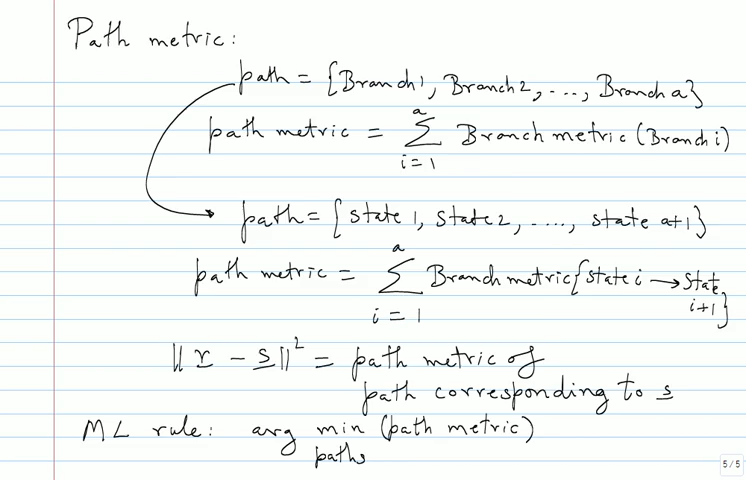 Path metric:
path = {Branch 1, Branch 2, ..., Branch a}
path metric = a∑i=1 Branch metric (Branch i)
path = {state 1, state 2, ...., state a+1}
path metric = a∑i=1 Branch metric {state i → state i+1}
||r - s||² = path metric of
path corresponding to s
ML rule: arg min (path metric)
paths
5/5